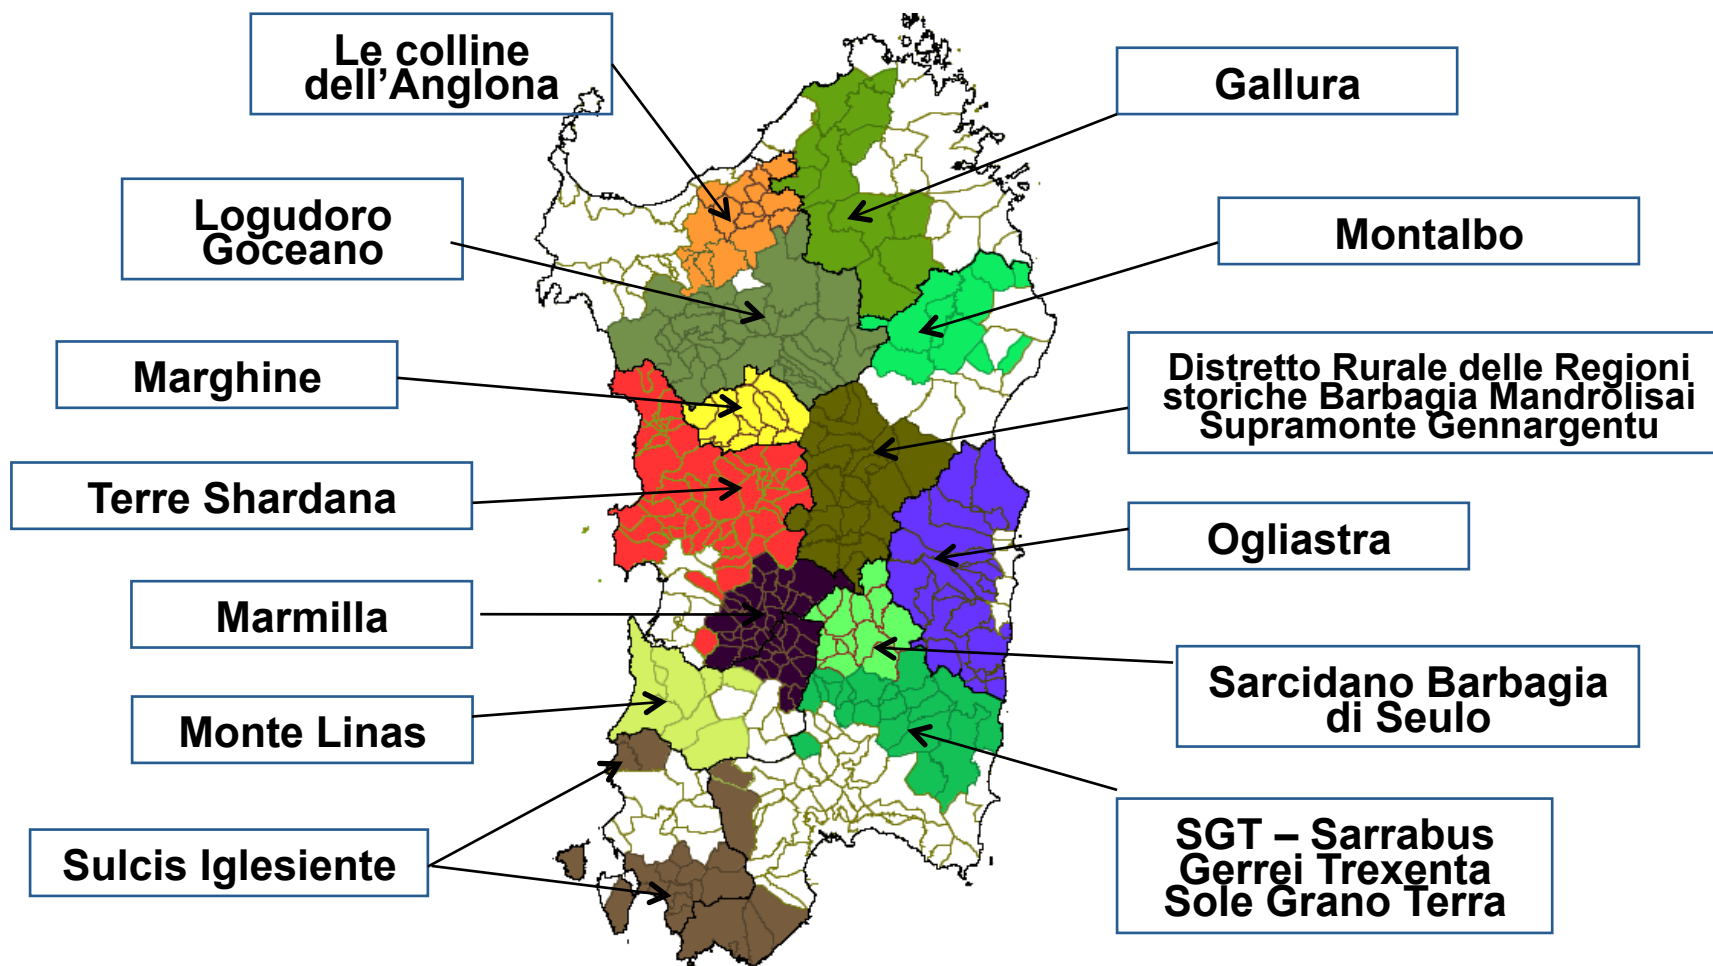 Le colline
dell’Anglona
Gallura
Logudoro
Goceano
Montalbo
Marghine
Distretto Rurale delle Regioni
storiche Barbagia Mandrolisai
Supramonte Gennargentu
Terre Shardana
Ogliastra
Marmilla
Sarcidano Barbagia
di Seulo
Monte Linas
SGT – Sarrabus
Gerrei Trexenta
Sole Grano Terra
Sulcis Iglesiente